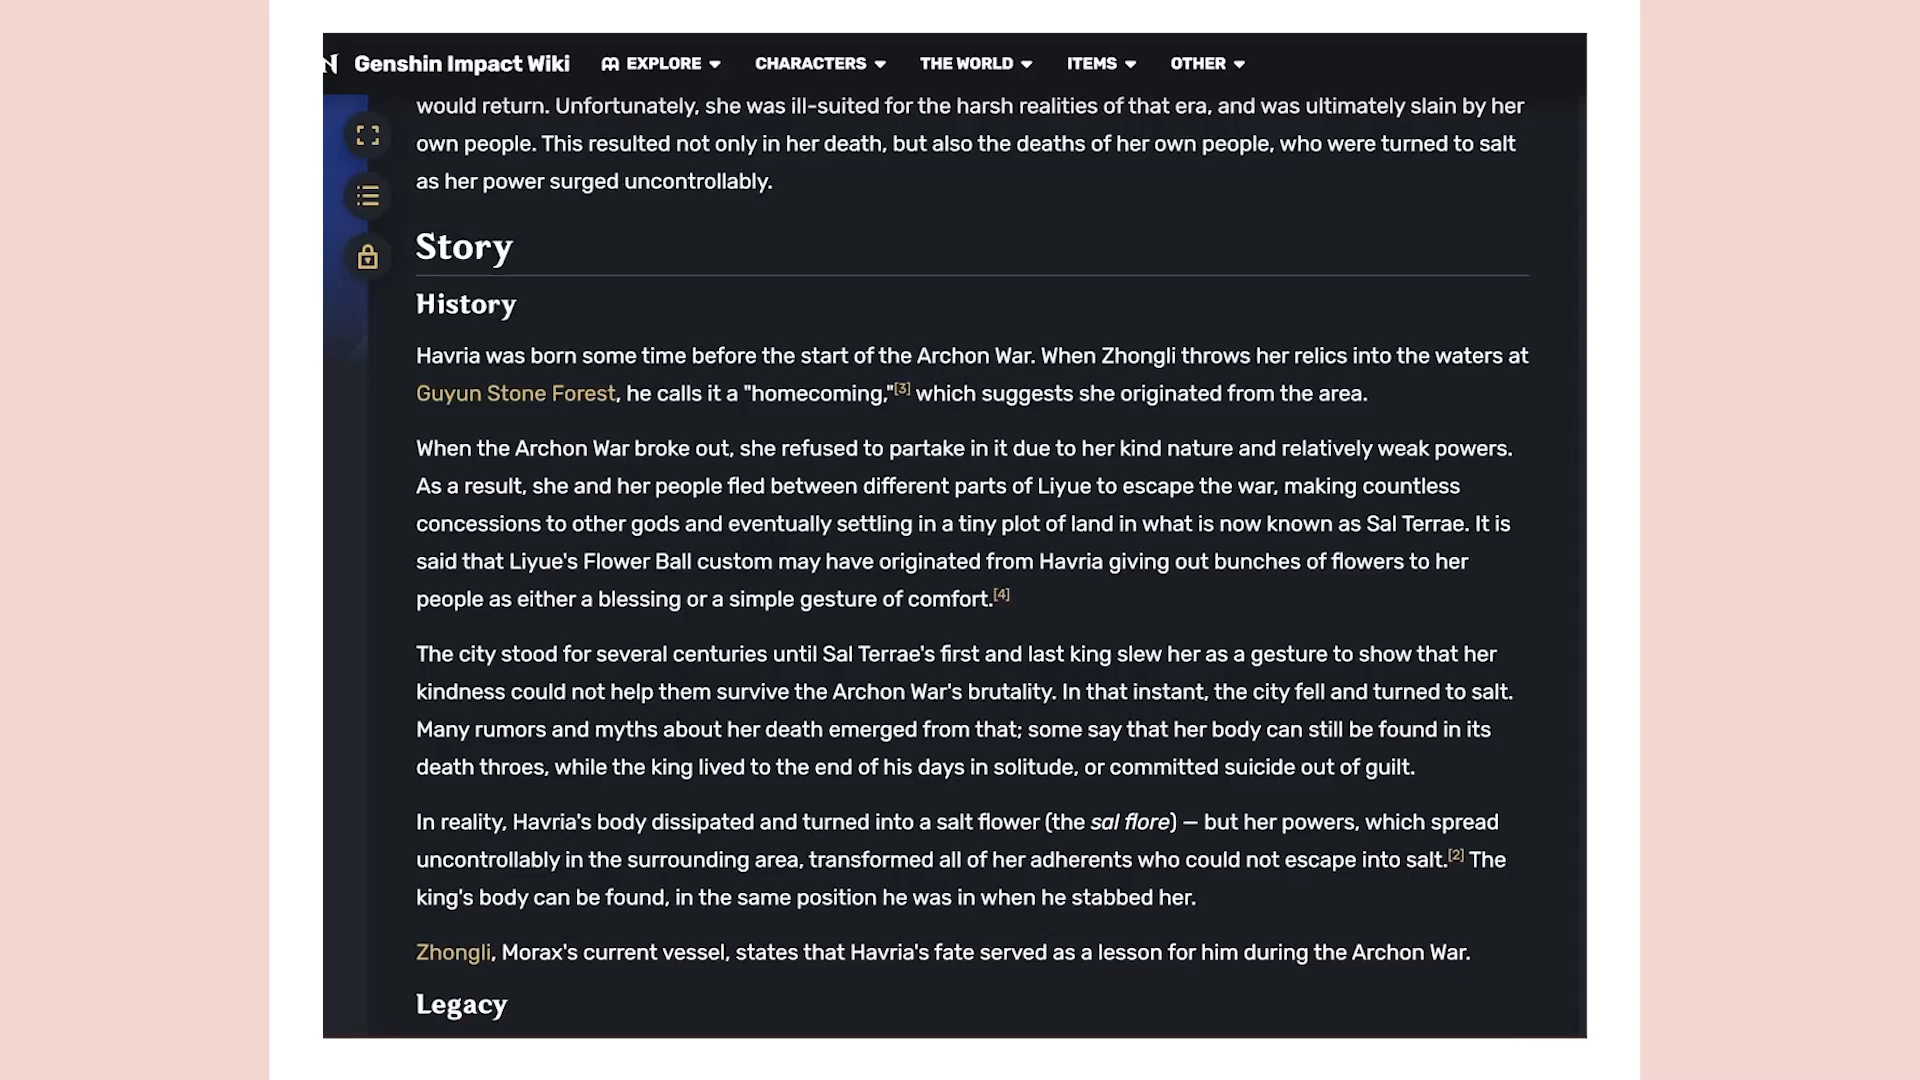 Genshin Impact Wiki EXPLORE CHARACTERS THE WORLD ITEMS OTHER
would return. Unfortunately, she was ill-suited for the harsh realities of that era, and was ultimately slain by her
own people. This resulted not only in her death, but also the deaths of her own people, who were turned to salt
as her power surged uncontrollably.
Story
History
Havria was born some time before the start of the Archon War. When Zhongli throws her relics into the waters at
Guyun Stone Forest, he calls it a "homecoming,"[3] which suggests she originated from the area.
When the Archon War broke out, she refused to partake in it due to her kind nature and relatively weak powers.
As a result, she and her people fled between different parts of Liyue to escape the war, making countless
concessions to other gods and eventually settling in a tiny plot of land in what is now known as Sal Terrae. It is
said that Liyue's Flower Ball custom may have originated from Havria giving out bunches of flowers to her
people as either a blessing or a simple gesture of comfort.[4]
The city stood for several centuries until Sal Terrae's first and last king slew her as a gesture to show that her
kindness could not help them survive the Archon War's brutality. In that instant, the city fell and turned to salt.
Many rumors and myths about her death emerged from that; some say that her body can still be found in its
death throes, while the king lived to the end of his days in solitude, or committed suicide out of guilt.
In reality, Havria's body dissipated and turned into a salt flower (the sal flore) — but her powers, which spread
uncontrollably in the surrounding area, transformed all of her adherents who could not escape into salt.[2] The
king's body can be found, in the same position he was in when he stabbed her.
Zhongli, Morax's current vessel, states that Havria's fate served as a lesson for him during the Archon War.
Legacy